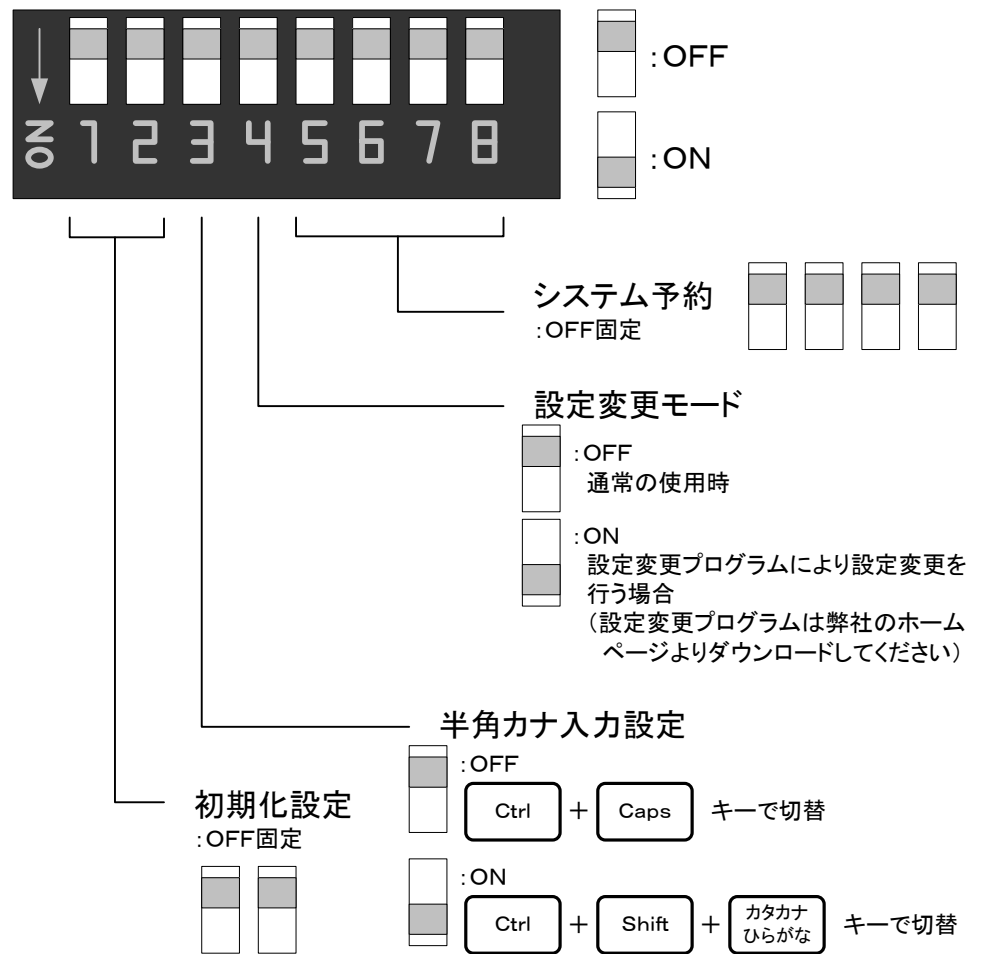 :OFF
ON 1 2 3 4 5 6 7 8
:ON
システム予約
:OFF固定
設定変更モード
:OFF
通常の使用時
:ON
設定変更プログラムにより設定変更を
行う場合
(設定変更プログラムは弊社のホーム
ページよりダウンロードしてください)
半角カナ入力設定
:OFF
Ctrl + Caps キーで切替
:ON
Ctrl + Shift + カタカナ
ひらがな キーで切替
初期化設定
:OFF固定